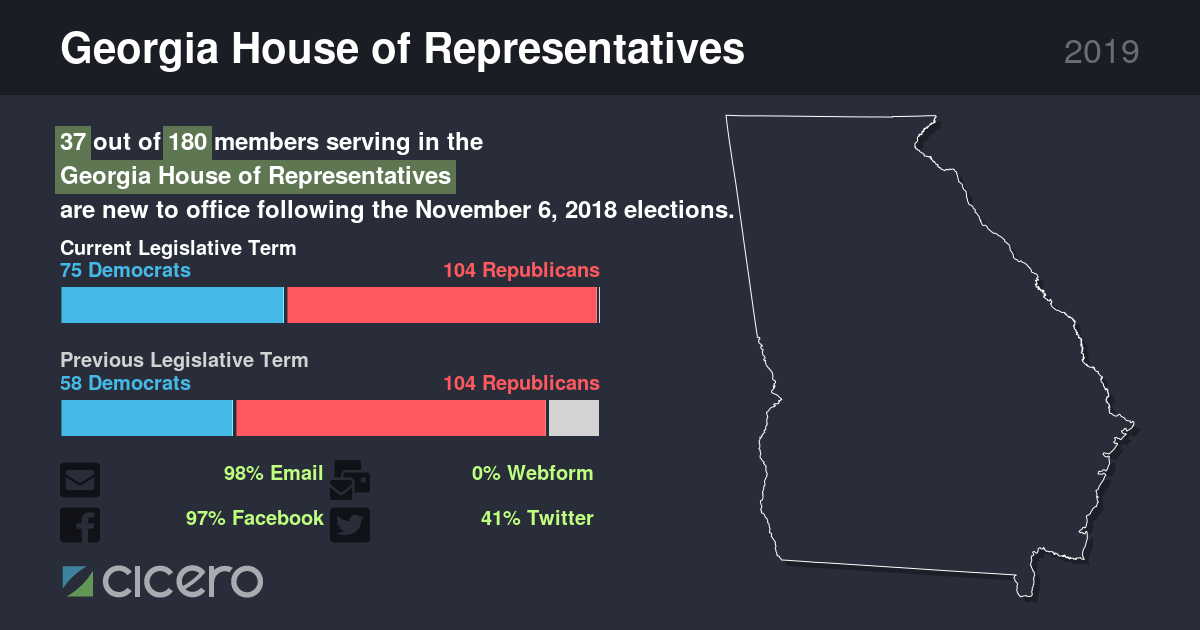 Georgia House of Representatives
2019
37 out of 180 members serving in the
Georgia House of Representatives
are new to office following the November 6, 2018 elections.
Current Legislative Term
75 Democrats 104 Republicans
Previous Legislative Term
58 Democrats 104 Republicans
98% Email 0% Webform
97% Facebook 41% Twitter
cicero